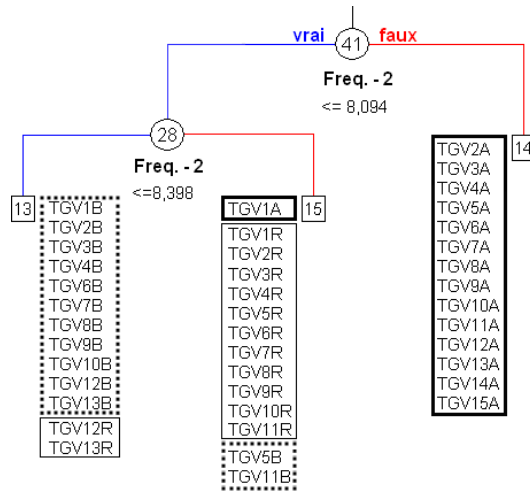 vrai
41
faux
Freq. - 2
<= 8,094
28
Freq. - 2
<=8,398
13
TGV1B
TGV2B
TGV3B
TGV4B
TGV6B
TGV7B
TGV8B
TGV9B
TGV10B
TGV12B
TGV13B
TGV12R
TGV13R
TGV1A
15
TGV1R
TGV2R
TGV3R
TGV4R
TGV5R
TGV6R
TGV7R
TGV8R
TGV9R
TGV10R
TGV11R
TGV5B
TGV11B
14
TGV2A
TGV3A
TGV4A
TGV5A
TGV6A
TGV7A
TGV8A
TGV9A
TGV10A
TGV11A
TGV12A
TGV13A
TGV14A
TGV15A